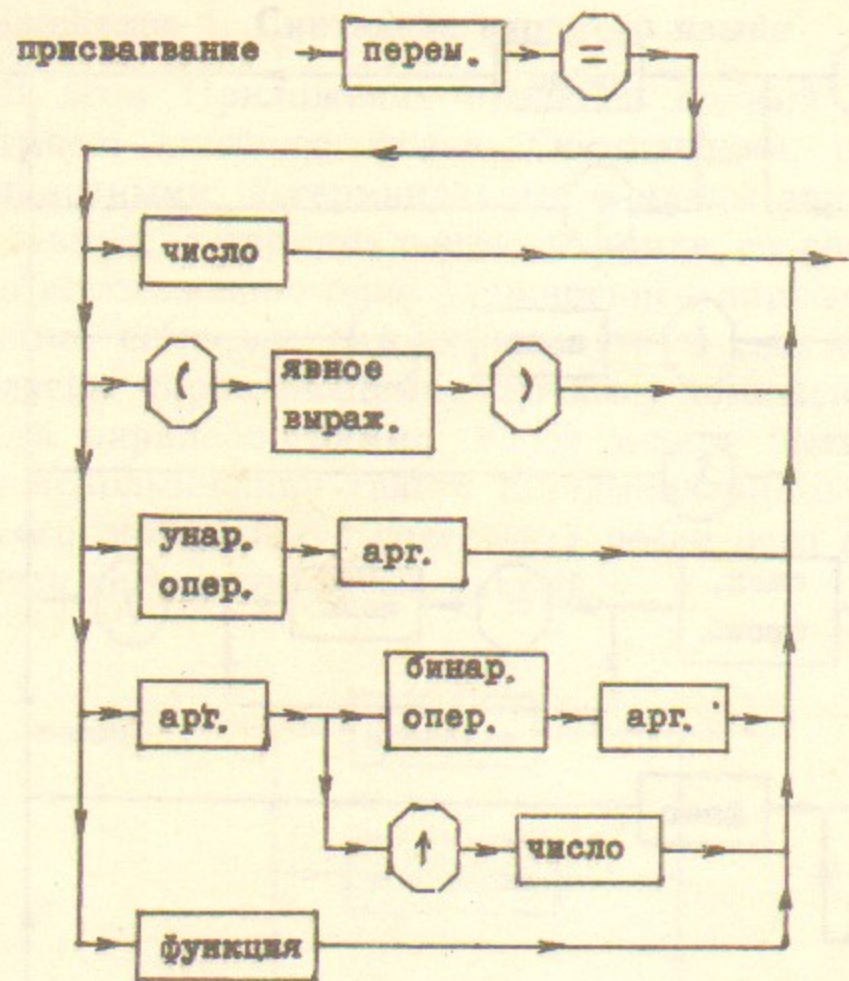 присваивание перем. =
число
( явное )
выраж.
унар. арг.
опер.
бинар.
арг. опер. арг.
↑ число
функция